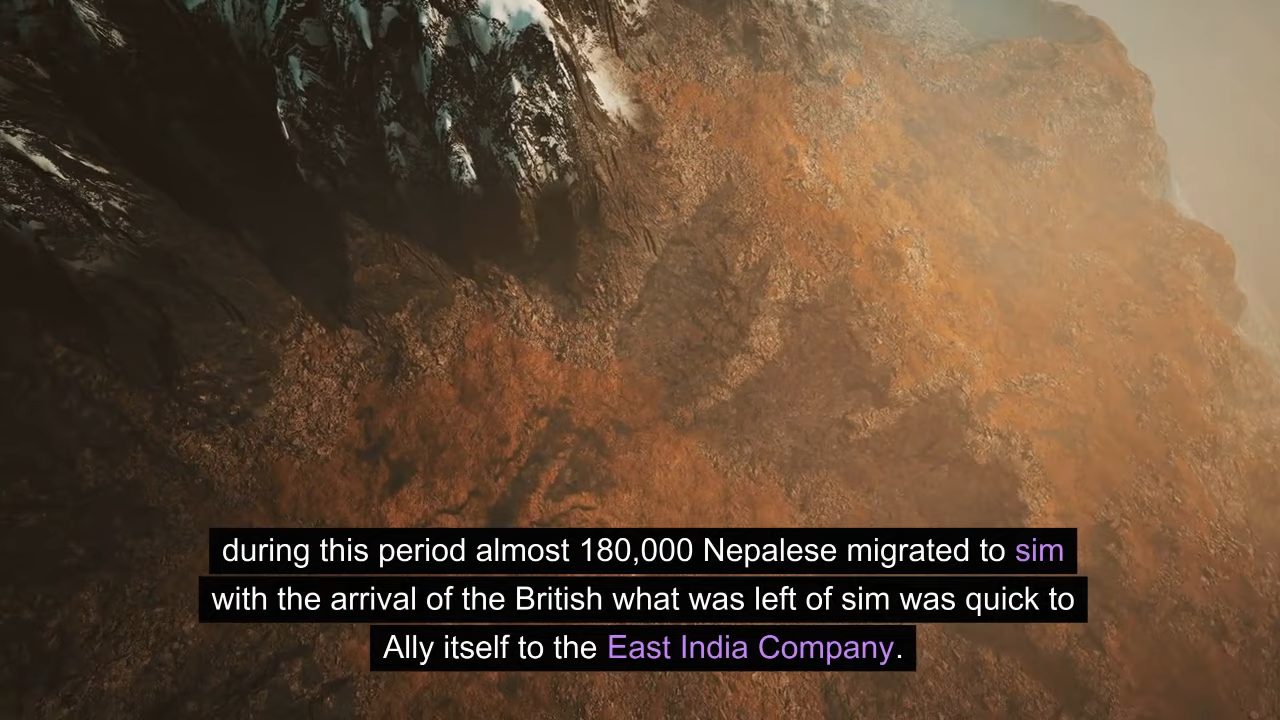 during this period almost 180,000 Nepalese migrated to sim
with the arrival of the British what was left of sim was quick to
Ally itself to the East India Company.